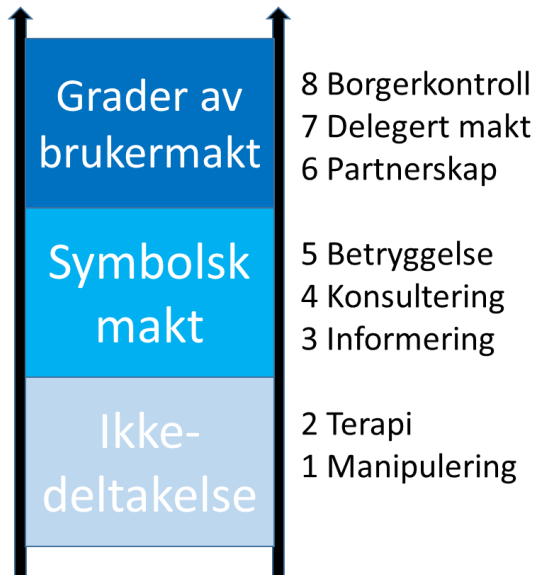 Grader av
brukermakt
8 Borgerkontroll
7 Delegert makt
6 Partnerskap
Symbolsk
makt
5 Betryggelse
4 Konsultering
3 Informering
Ikke-
deltakelse
2 Terapi
1 Manipulering